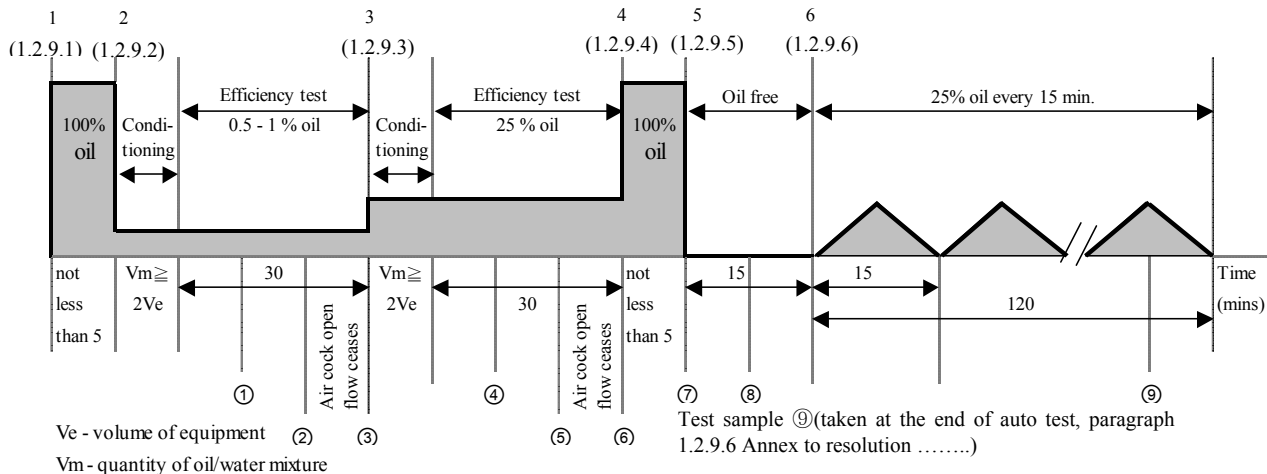 1 2 3 4 5 6
(1.2.9.1) (1.2.9.2) (1.2.9.3) (1.2.9.4) (1.2.9.5) (1.2.9.6)
Efficiency test Efficiency test Oil free 25% oil every 15 min.
100% oil
Condi-
tioning
0.5 - 1 % oil
Condi-
tioning
25 % oil
100%
oil
not
less
than 5
Vm≧
2Ve
30
Vm≧
2Ve
30
not
less
than 5
15
15
120
Time
(mins)
Air cock open
flow ceases
Air cock open
flow ceases
① ② ③ ④ ⑤ ⑥ ⑦ ⑧ ⑨
Ve - volume of equipment
Vm - quantity of oil/water mixture
Test sample ⑨(taken at the end of auto test, paragraph
1.2.9.6 Annex to resolution ……..)